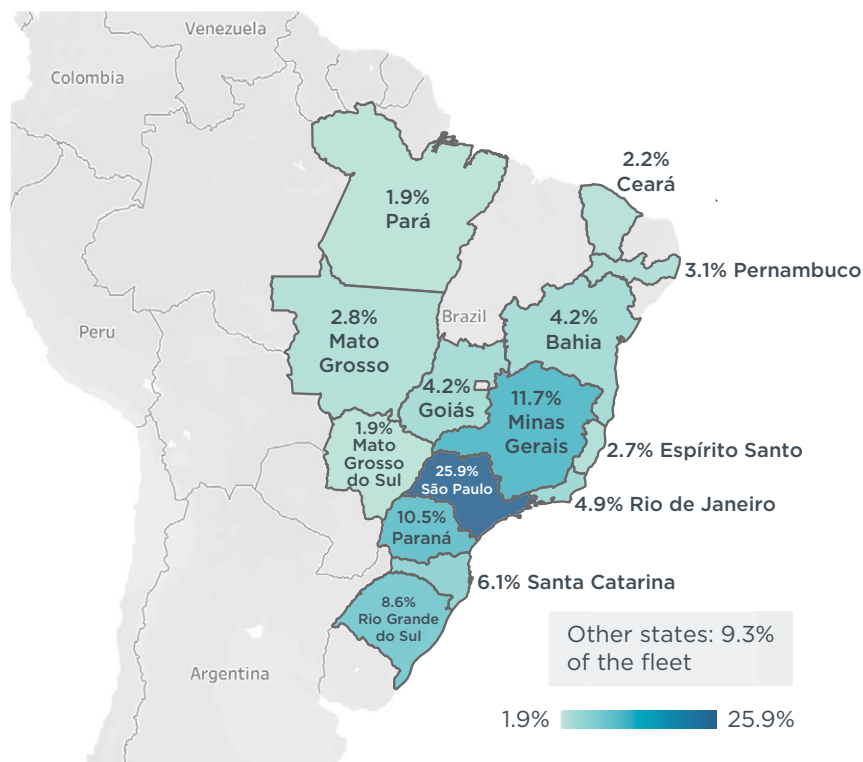 Venezuela
Colombia
2.2%
Ceará
1.9%
Pará
3.1% Pernambuco
Brazil
2.8%
Mato
Grosso
4.2%
Bahia
Peru
4.2%
Goiás
11.7%
Minas
Gerais
1.9%
Mato
Grosso
do Sul
2.7% Espírito Santo
25.9%
São Paulo
4.9% Rio de Janeiro
10.5%
Paraná
6.1% Santa Catarina
8.6%
Rio Grande
do Sul
Other states: 9.3%
of the fleet
Argentina
1.9%
25.9%